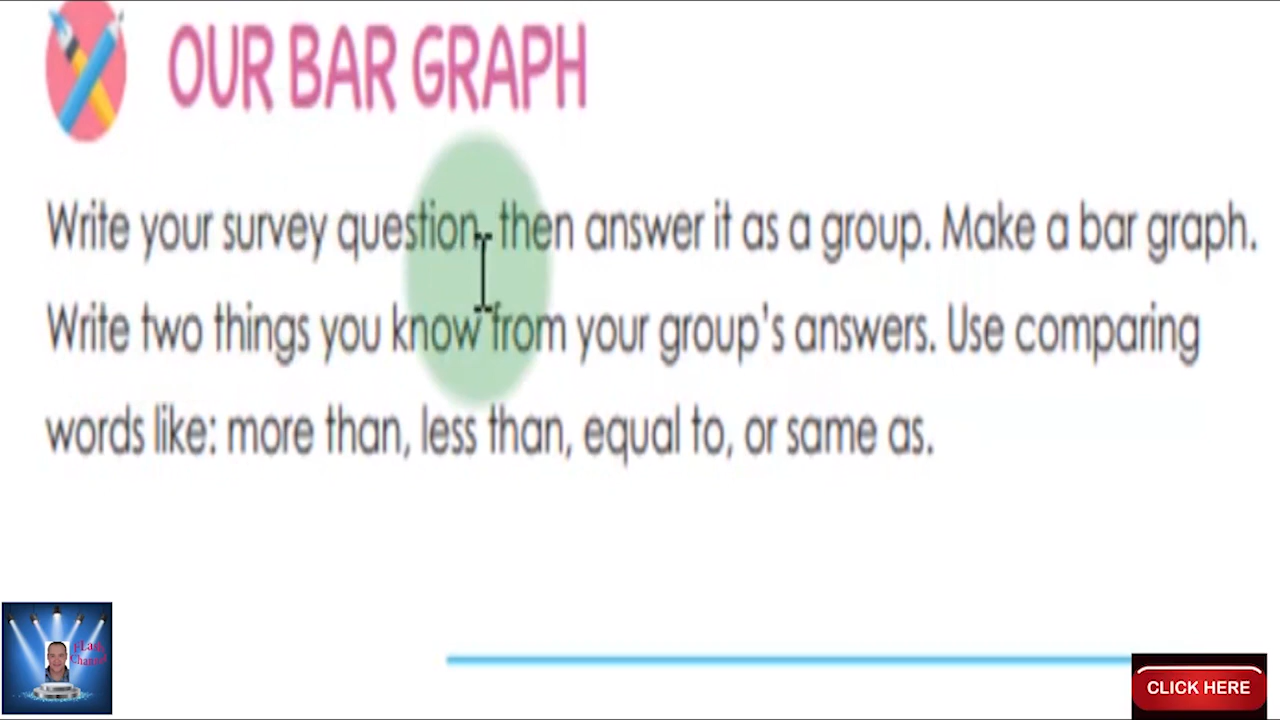 OUR BAR GRAPH
Write your survey question, then answer it as a group. Make a bar graph.
Write two things you know from your group's answers. Use comparing
words like: more than, less than, equal to, or same as.
CLICK HERE